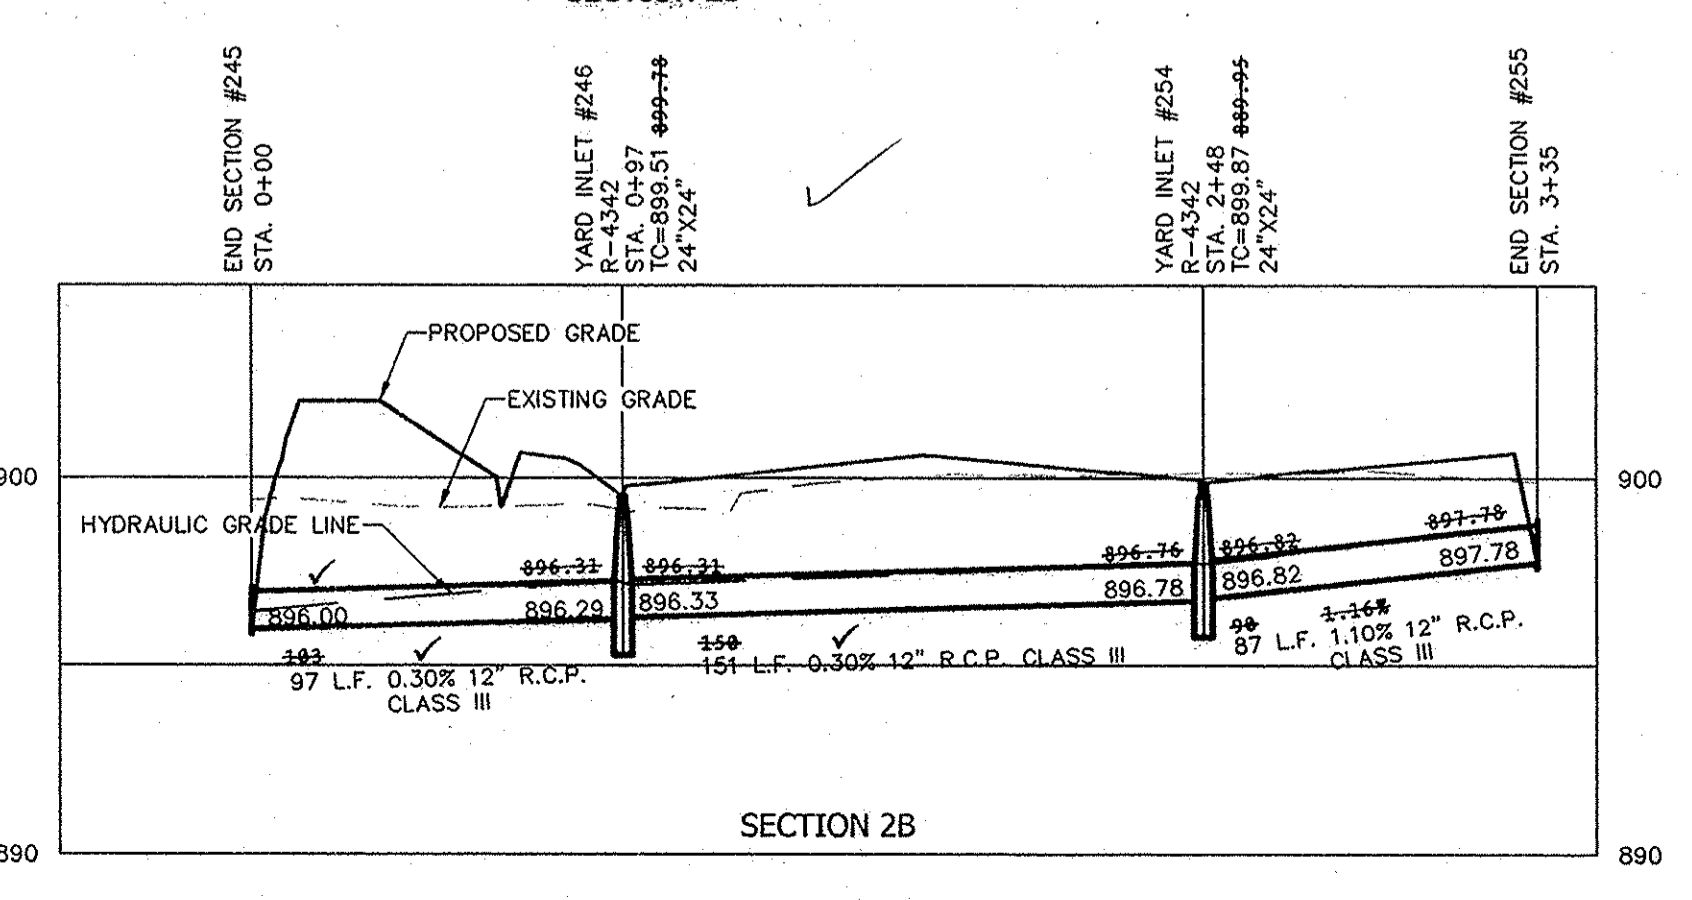 END SECTION #245
STA. 0+00
YARD INLET #246
R-4342
STA. 0+97
TC=899.51 899.78
24"X24"
YARD INLET #254
R-4342
STA. 2+48
TC=899.87 889.95
24"X24"
END SECTION #255
STA. 3+35
PROPOSED GRADE
EXISTING GRADE
900
900
HYDRAULIC GRADE LINE
897.78
896.31
896.31
896.76
896.82
897.78
896.00
896.29
896.33
896.78
896.82
103
97 L.F. 0.30% 12" R.C.P.
CLASS III
150
151 L.F. 0.30% 12" R.C.P. CLASS III
90
1.16%
87 L.F. 1.10% 12" R.C.P.
CLASS III
SECTION 2B
890
890